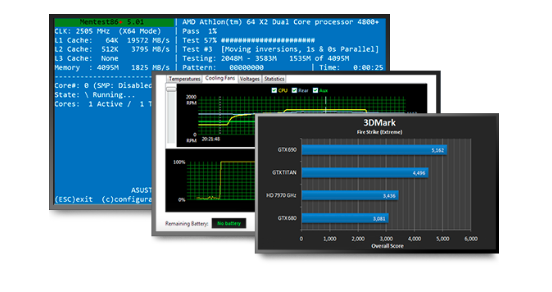 Memtest86 5.01 | AMD Athlon(tm) 64 X2 Dual Core processor 4800+
CLK: 2505 MHz (X64 Mode) | Pass 1%
L1 Cache: 64K 19572 MB/s | Test 57% ######################
L2 Cache: 512K 3795 MB/s | Test #3 [Moving inversions, 1s & 0s Parallel]
L3 Cache: None | Testing: 2048M - 3583M 1535M of 4095M
Memory : 4095M 1825 MB/s | Pattern: 00000000 | Time: 0:00:25
Core#: 0 (SMP: Disabled
State: \ Running...
Cores: 1 Active / 1 T
ASUST
(ESC)exit (c)configura
Temperatures Cooling Fans Voltages Statistics
CPU Rear Aux
2000
RPM
0
RPM
20:21:48
100%
0%
Remaining Battery: No battery
3DMark
Fire Strike (Extreme)
GTX690 5,162
GTX TITAN 4,496
HD 7970 GHz 3,436
GTX680 3,081
0 1,000 2,000 3,000 4,000 5,000 6,000
Overall Score